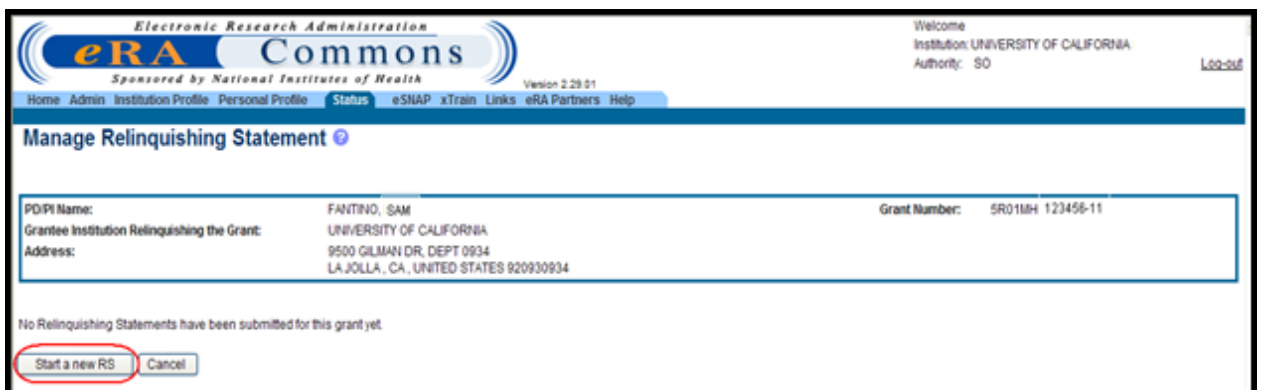 Electronic Research Administration
eRA Commons
Sponsored by National Institutes of Health
Version 2.29.01
Welcome
Institution: UNIVERSITY OF CALIFORNIA
Authority: SO
Log-out
Home Admin Institution Profile Personal Profile Status eSNAP xTrain Links eRA Partners Help
Manage Relinquishing Statement ?
PD/PI Name: FANTINO, SAM Grant Number: 5R01MH 123456-11
Grantee Institution Relinquishing the Grant: UNIVERSITY OF CALIFORNIA
Address: 9500 GILMAN DR, DEPT 0934
LA JOLLA , CA , UNITED STATES 920930934
No Relinquishing Statements have been submitted for this grant yet.
Start a new RS Cancel